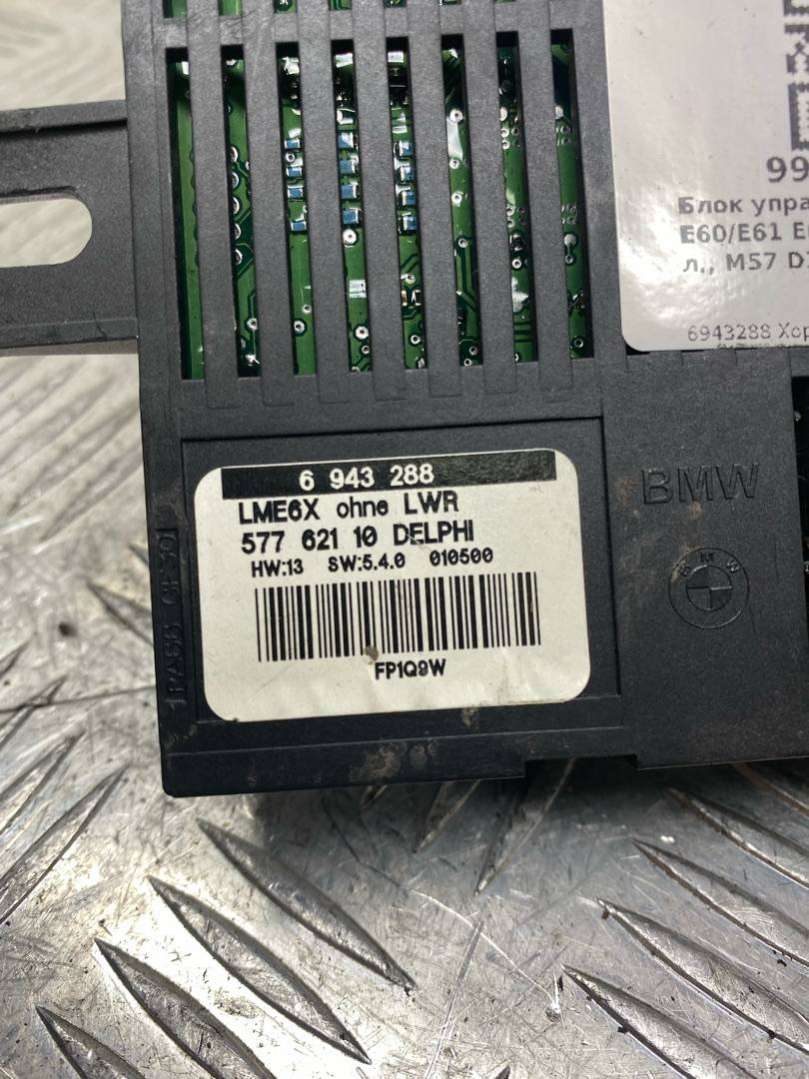 99
Блок упра
E60/E61 E
л., M57 D
6943288 Хор
6 943 288
LME6X ohne LWR
577 621 10 DELPHI
HW:13 SW:5.4.0 010500
FP1Q9W
BMW
BMW